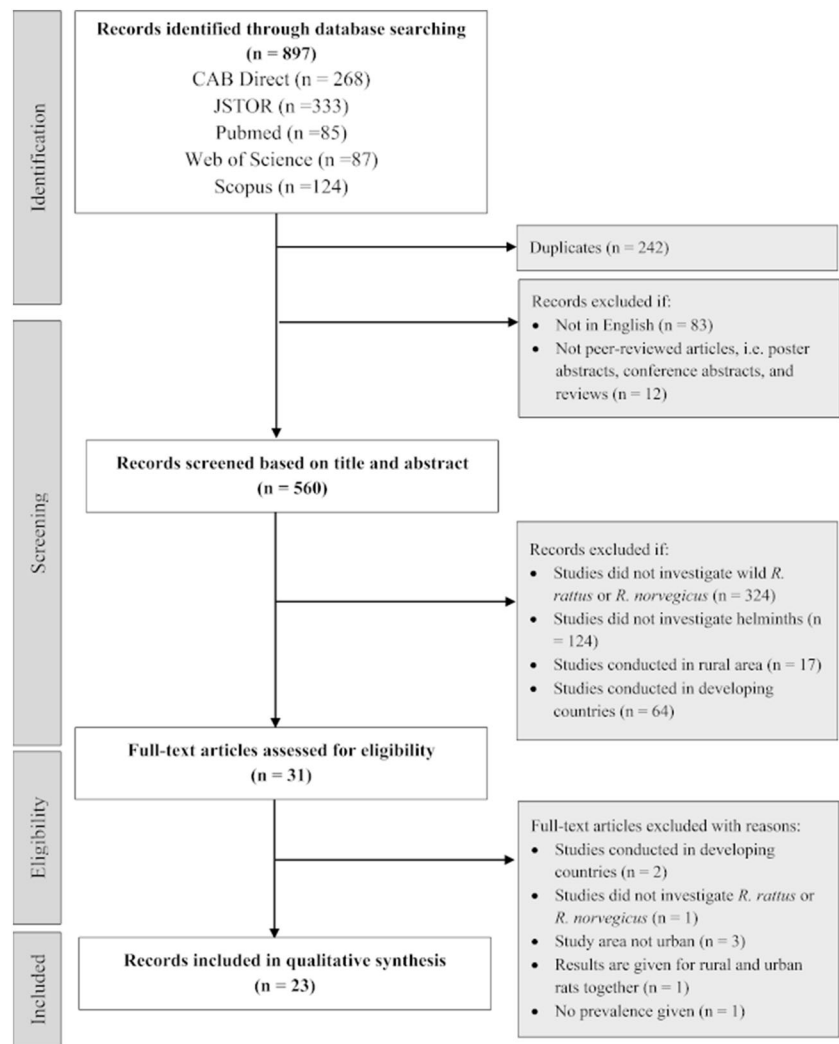 Identification
Records identified through database searching
(n = 897)
CAB Direct (n = 268)
JSTOR (n =333)
Pubmed (n =85)
Web of Science (n =87)
Scopus (n =124)
Duplicates (n = 242)
Records excluded if:
• Not in English (n = 83)
• Not peer-reviewed articles, i.e. poster
abstracts, conference abstracts, and
reviews (n = 12)
Screening
Records screened based on title and abstract
(n = 560)
Records excluded if:
• Studies did not investigate wild R.
rattus or R. norvegicus (n = 324)
• Studies did not investigate helminths (n
= 124)
• Studies conducted in rural area (n = 17)
• Studies conducted in developing
countries (n = 64)
Full-text articles assessed for eligibility
(n = 31)
Eligibility
Full-text articles excluded with reasons:
• Studies conducted in developing
countries (n = 2)
• Studies did not investigate R. rattus or
R. norvegicus (n = 1)
• Study area not urban (n = 3)
• Results are given for rural and urban
rats together (n = 1)
• No prevalence given (n = 1)
Included
Records included in qualitative synthesis
(n = 23)